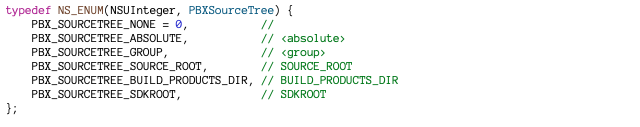 typedef NS_ENUM(NSUInteger, PBXSourceTree) {
    PBX_SOURCETREE_NONE = 0,           //
    PBX_SOURCETREE_ABSOLUTE,           // <absolute>
    PBX_SOURCETREE_GROUP,              // <group>
    PBX_SOURCETREE_SOURCE_ROOT,        // SOURCE_ROOT
    PBX_SOURCETREE_BUILD_PRODUCTS_DIR, // BUILD_PRODUCTS_DIR
    PBX_SOURCETREE_SDKROOT,            // SDKROOT
};